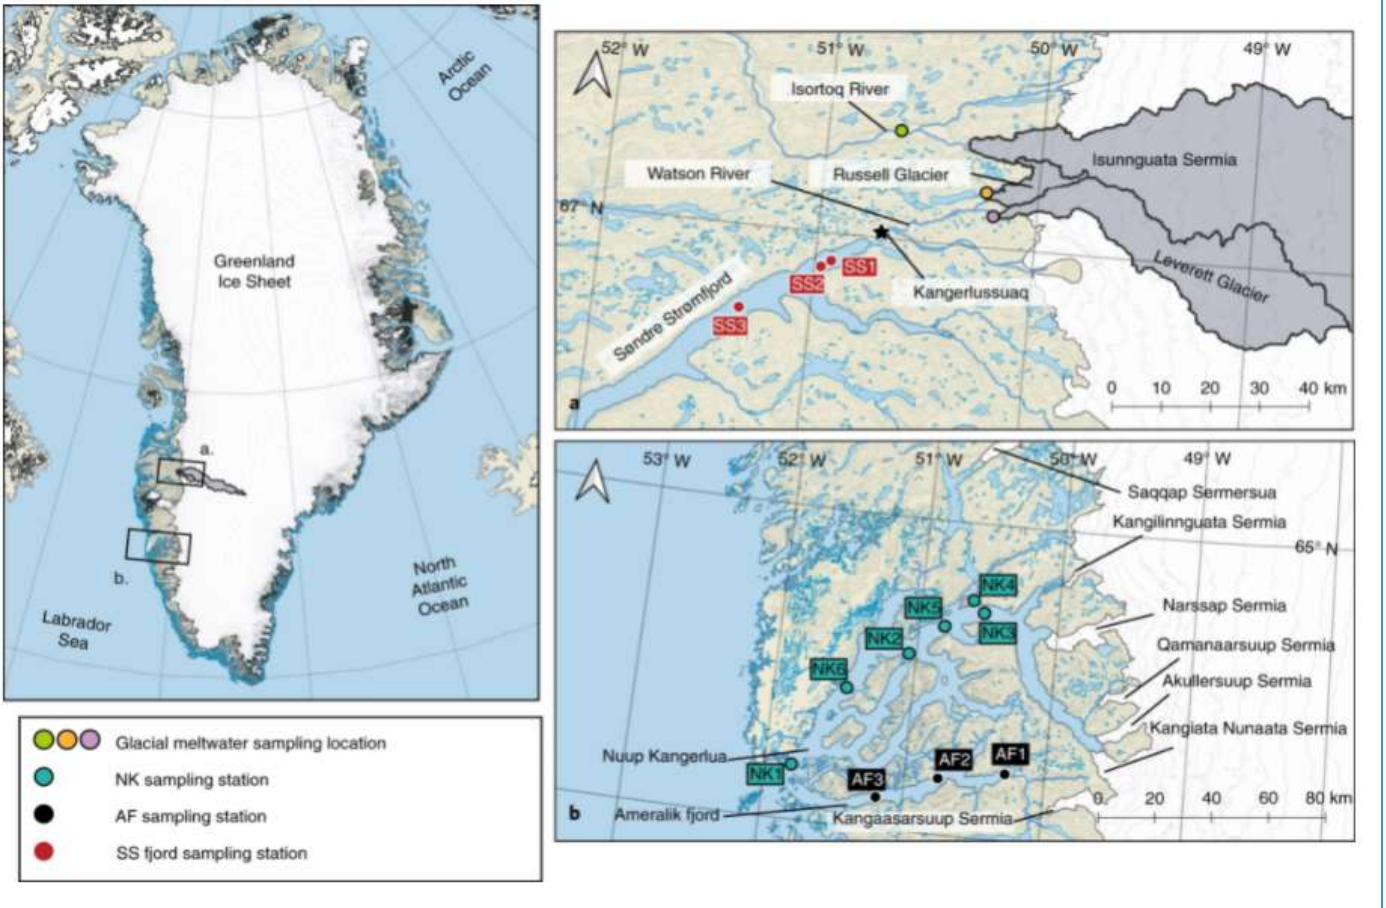 Arctic
Ocean
Greenland
Ice Sheet
a.
b.
Labrador
Sea
North
Atlantic
Ocean
Glacial meltwater sampling location
NK sampling station
AF sampling station
SS fjord sampling station
52° W
51° W
50° W
49° W
Isortoq River
Watson River
Russell Glacier
Isunnguata Sermia
67° N
SS1
SS2
SS3
Kangerlussuaq
Leverett Glacier
Søndre Strømfjord
0 10 20 30 40 km
a
53° W
52° W
51° W
50° W
49° W
Saqqap Sermersua
Kangilinnguata Sermia
65° N
NK4
NK5
NK3
Narssap Sermia
NK2
Qamanaarsuup Sermia
NK6
Akullersuup Sermia
Kangiata Nunaata Sermia
Nuup Kangerlua
NK1
AF3
AF2
AF1
0 20 40 60 80 km
Ameralik fjord
Kangaasarsuup Sermia
b